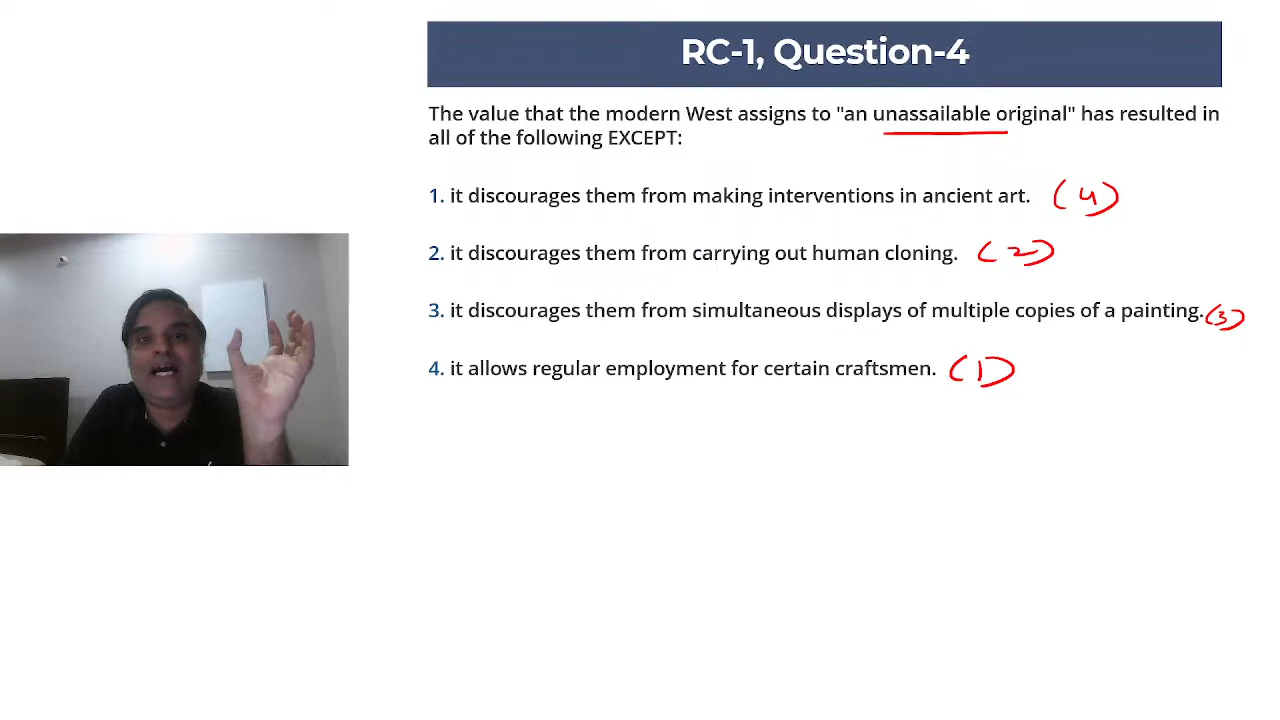 RC-1, Question-4
The value that the modern West assigns to "an unassailable original" has resulted in
all of the following EXCEPT:
1. it discourages them from making interventions in ancient art. (4)
2. it discourages them from carrying out human cloning. (2)
3. it discourages them from simultaneous displays of multiple copies of a painting. (3)
4. it allows regular employment for certain craftsmen. (1)